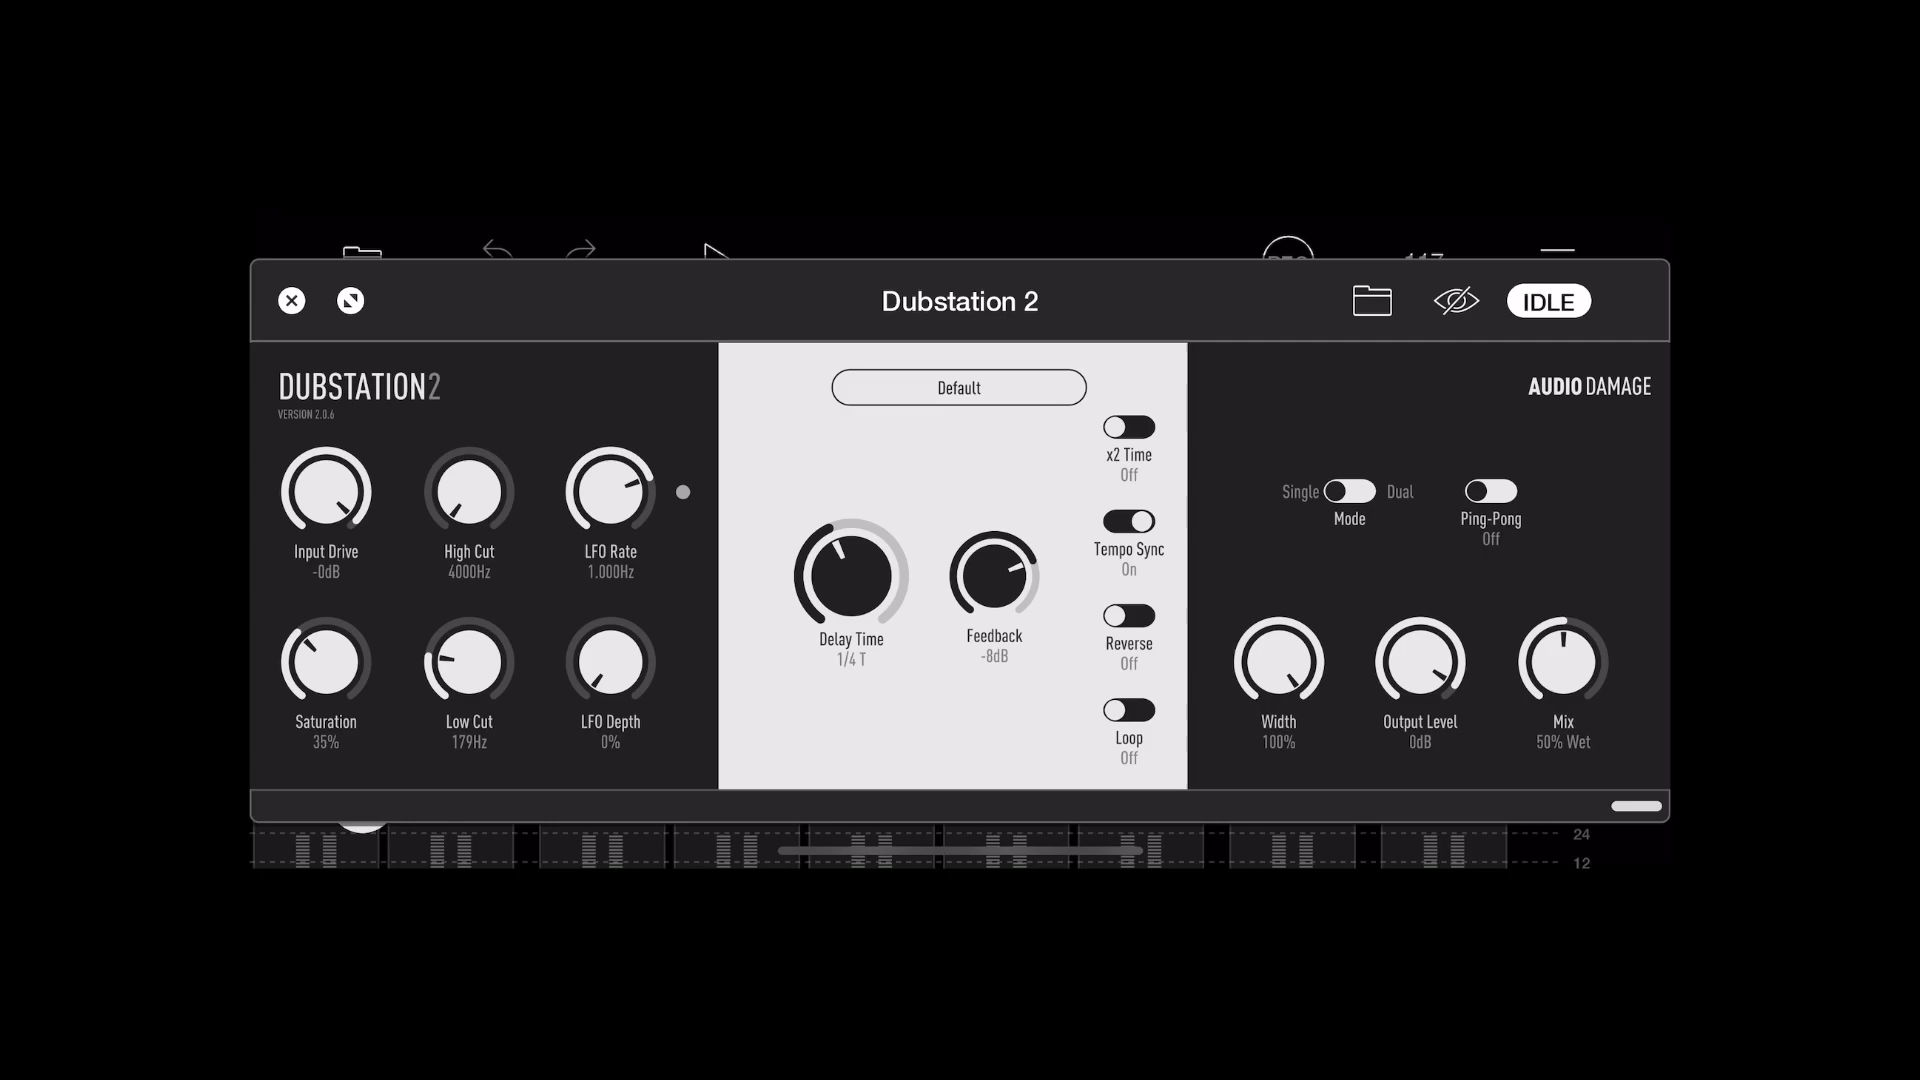 Dubstation 2
IDLE
DUBSTATION2
VERSION 2.0.6
Default
AUDIO DAMAGE
x2 Time
Off
Single
Dual
Mode
Ping-Pong
Off
Input Drive
-0dB
High Cut
4000Hz
LFO Rate
1.000Hz
Tempo Sync
On
Delay Time
1/4 T
Feedback
-8dB
Reverse
Off
Saturation
35%
Low Cut
179Hz
LFO Depth
0%
Loop
Off
Width
100%
Output Level
0dB
Mix
50% Wet
24
12